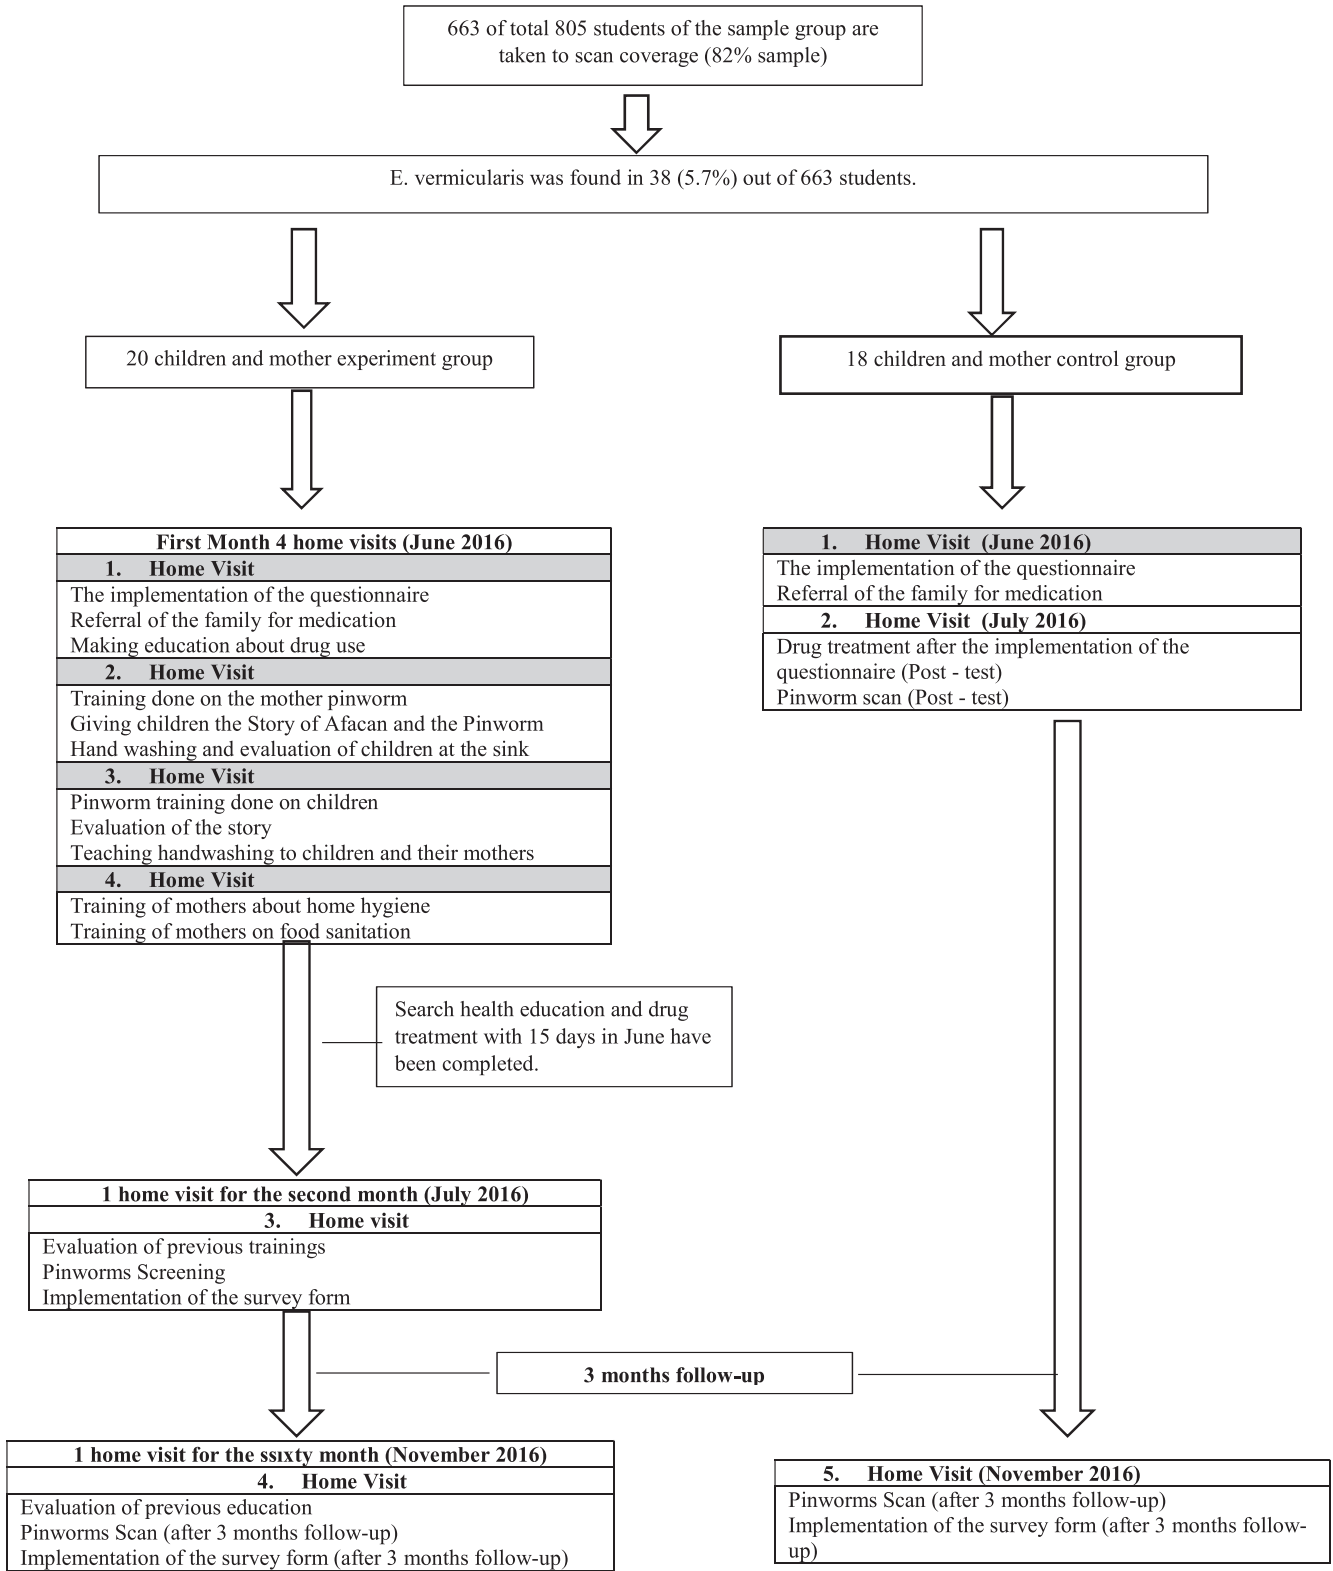 663 of total 805 students of the sample group are
taken to scan coverage (82% sample)
E. vermicularis was found in 38 (5.7%) out of 663 students.
20 children and mother experiment group
18 children and mother control group
First Month 4 home visits (June 2016)
1. Home Visit
The implementation of the questionnaire
Referral of the family for medication
Making education about drug use
2. Home Visit
Training done on the mother pinworm
Giving children the Story of Afacan and the Pinworm
Hand washing and evaluation of children at the sink
3. Home Visit
Pinworm training done on children
Evaluation of the story
Teaching handwashing to children and their mothers
4. Home Visit
Training of mothers about home hygiene
Training of mothers on food sanitation
1. Home Visit (June 2016)
The implementation of the questionnaire
Referral of the family for medication
2. Home Visit (July 2016)
Drug treatment after the implementation of the
questionnaire (Post - test)
Pinworm scan (Post - test)
Search health education and drug
treatment with 15 days in June have
been completed.
1 home visit for the second month (July 2016)
3. Home visit
Evaluation of previous trainings
Pinworms Screening
Implementation of the survey form
3 months follow-up
1 home visit for the ssixty month (November 2016)
4. Home Visit
Evaluation of previous education
Pinworms Scan (after 3 months follow-up)
Implementation of the survey form (after 3 months follow-up)
5. Home Visit (November 2016)
Pinworms Scan (after 3 months follow-up)
Implementation of the survey form (after 3 months follow-
up)